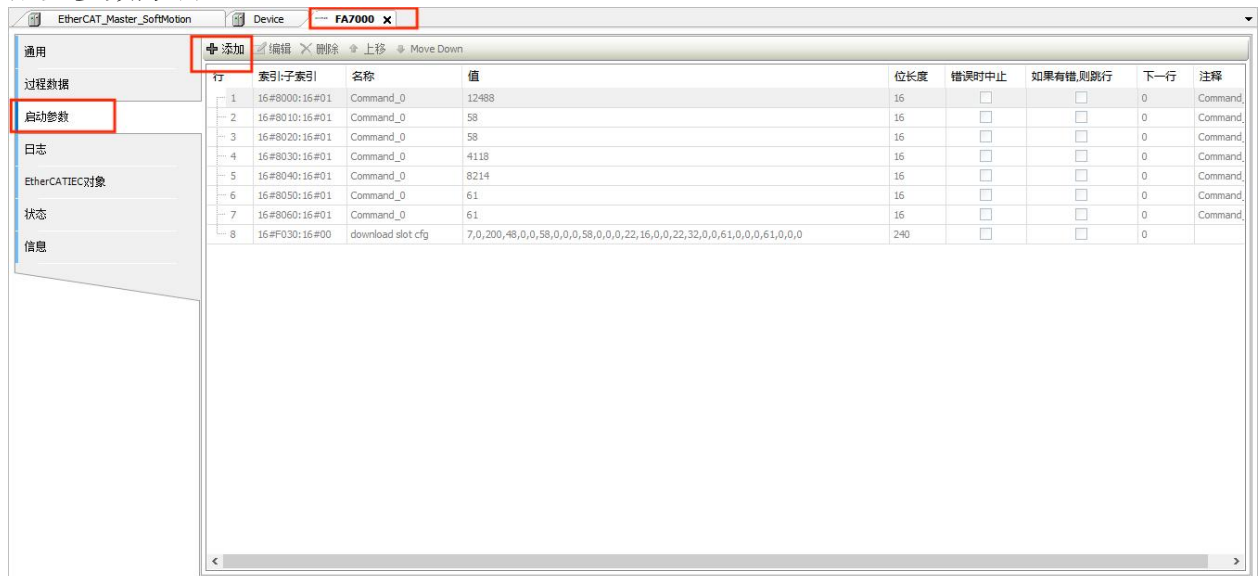 EtherCAT_Master_SoftMotion Device FA7000 x
通用
过程数据
启动参数
日志
EtherCATIEC对象
状态
信息
添加 编辑 删除 上移 Move Down
行 索引:子索引 名称 值 位长度 错误时中止 如果有错,则跳行 下一行 注释
1 16#8000:16#01 Command_0 12488 16 0 Command_
2 16#8010:16#01 Command_0 58 16 0 Command_
3 16#8020:16#01 Command_0 58 16 0 Command_
4 16#8030:16#01 Command_0 4118 16 0 Command_
5 16#8040:16#01 Command_0 8214 16 0 Command_
6 16#8050:16#01 Command_0 61 16 0 Command_
7 16#8060:16#01 Command_0 61 16 0 Command_
8 16#F030:16#00 download slot cfg 7,0,200,48,0,0,58,0,0,0,58,0,0,0,22,16,0,0,22,32,0,0,61,0,0,0,61,0,0,0 240 0